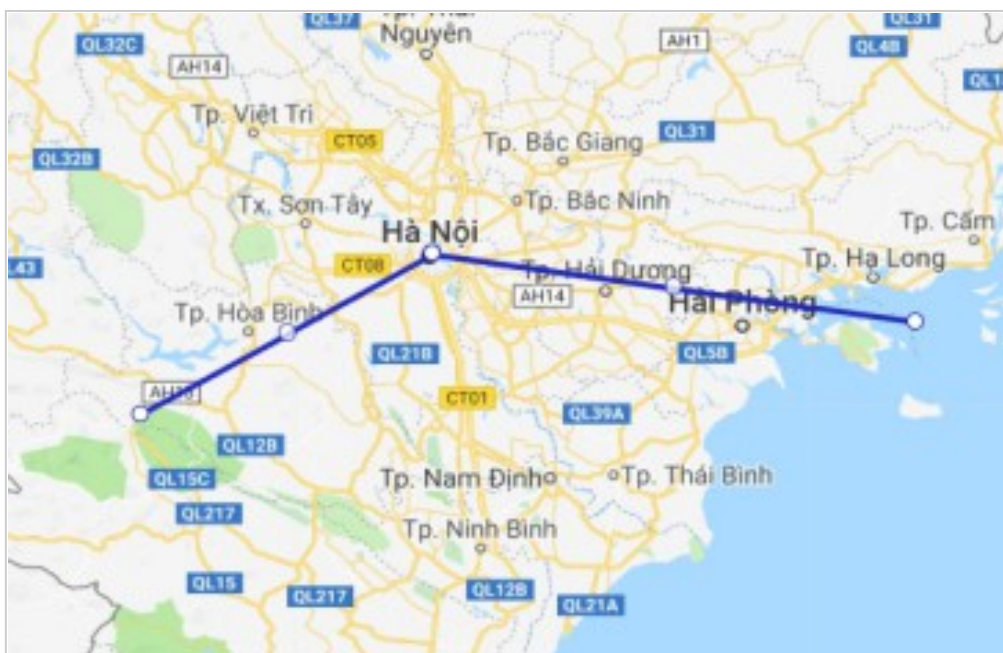 QL37
Tp. Thái
Nguyên
QL31
QL32C
AH1
QL4B
AH14
QL1
Tp. Việt Trì
CT05
QL31
Tp. Bắc Giang
QL32B
Tp. Bắc Ninh
Tx. Sơn Tây
Tp. Cẩm
Hà Nội
L43
CT08
Tp. Hải Dương
Tp. Hạ Long
AH14
Hải Phòng
Tp. Hòa Bình
QL21B
QL5B
CT01
QL39A
QL12B
QL15C
Tp. Nam Định
Tp. Thái Bình
QL217
Tp. Ninh Bình
QL15
QL217
QL12B
QL21A